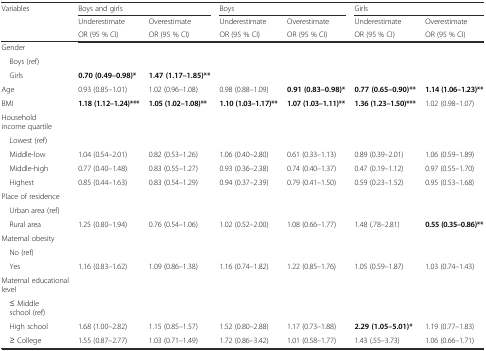 Variables Boys and girls Boys Girls
Underestimate Overestimate Underestimate Overestimate Underestimate Overestimate
OR (95 % CI) OR (95 % CI) OR (95 % CI) OR (95 % CI) OR (95 % CI) OR (95 % CI)
Gender
Boys (ref)
Girls 0.70 (0.49–0.98)* 1.47 (1.17–1.85)**
Age 0.93 (0.85–1.01) 1.02 (0.96–1.08) 0.98 (0.88–1.09) 0.91 (0.83–0.98)* 0.77 (0.65–0.90)** 1.14 (1.06–1.23)**
BMI 1.18 (1.12–1.24)*** 1.05 (1.02–1.08)** 1.10 (1.03–1.17)** 1.07 (1.03–1.11)** 1.36 (1.23–1.50)*** 1.02 (0.98–1.07)
Household
income quartile
Lowest (ref)
Middle-low 1.04 (0.54–2.01) 0.82 (0.53–1.26) 1.06 (0.40–2.80) 0.61 (0.33–1.13) 0.89 (0.39–2.01) 1.06 (0.59–1.89)
Middle-high 0.77 (0.40–1.48) 0.83 (0.55–1.27) 0.93 (0.36–2.38) 0.74 (0.40–1.37) 0.47 (0.19–1.12) 0.97 (0.55–1.70)
Highest 0.85 (0.44–1.63) 0.83 (0.54–1.29) 0.94 (0.37–2.39) 0.79 (0.41–1.50) 0.59 (0.23–1.52) 0.95 (0.53–1.68)
Place of residence
Urban area (ref)
Rural area 1.25 (0.80–1.94) 0.76 (0.54–1.06) 1.02 (0.52–2.00) 1.08 (0.66–1.77) 1.48 (.78–2.81) 0.55 (0.35–0.86)**
Maternal obesity
No (ref)
Yes 1.16 (0.83–1.62) 1.09 (0.86–1.38) 1.16 (0.74–1.82) 1.22 (0.85–1.76) 1.05 (0.59–1.87) 1.03 (0.74–1.43)
Maternal educational
level
≤ Middle
school (ref)
High school 1.68 (1.00–2.82) 1.15 (0.85–1.57) 1.52 (0.80–2.88) 1.17 (0.73–1.88) 2.29 (1.05–5.01)* 1.19 (0.77–1.83)
≥ College 1.55 (0.87–2.77) 1.03 (0.71–1.49) 1.72 (0.86–3.42) 1.01 (0.58–1.77) 1.43 (.55–3.73) 1.06 (0.66–1.71)